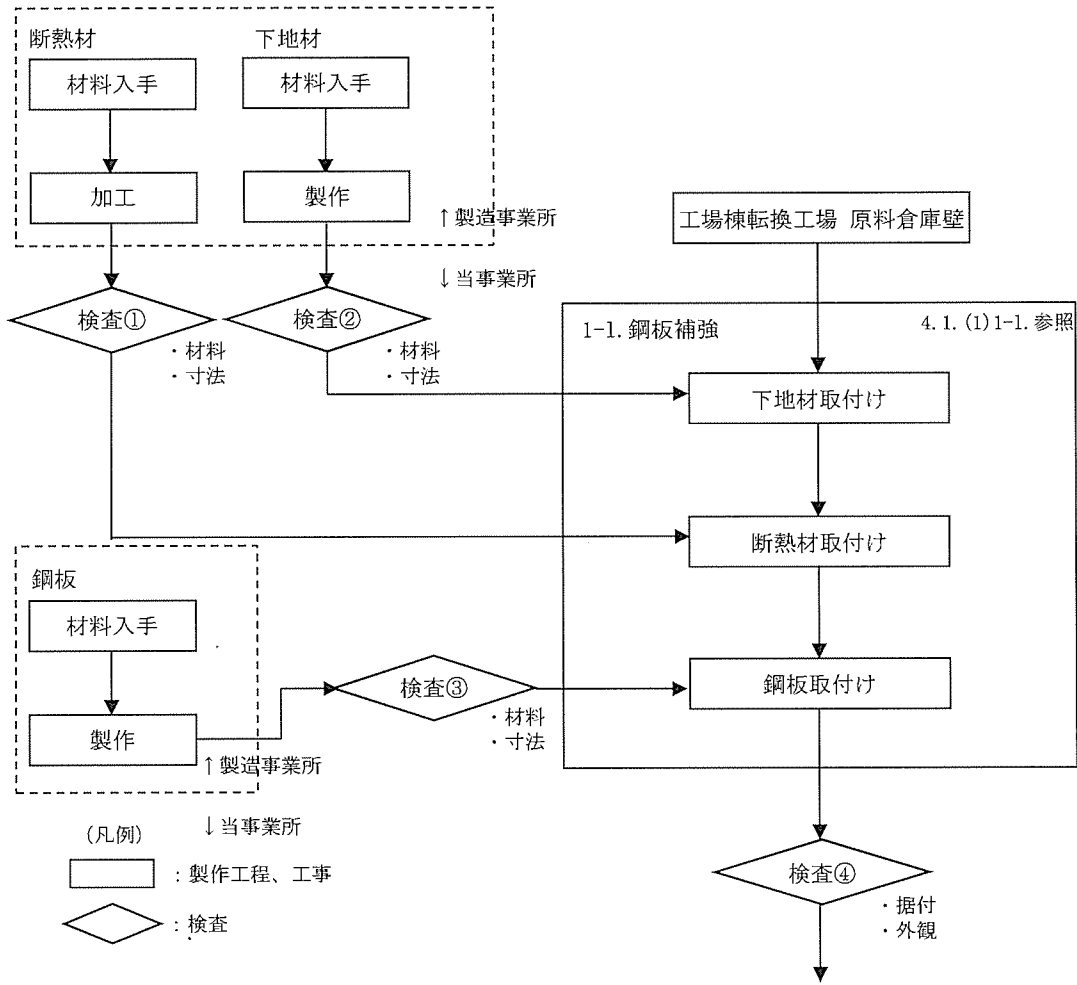 断熱材
下地材
材料入手
材料入手
加工
製作
↑製造事業所
↓当事業所
工場棟転換工場 原料倉庫壁
検査①
・材料
・寸法
検査②
・材料
・寸法
1-1.鋼板補強
4.1.(1)1-1.参照
下地材取付け
断熱材取付け
鋼板
材料入手
製作
↑製造事業所
↓当事業所
検査③
・材料
・寸法
鋼板取付け
検査④
・据付
・外観
(凡例)
:製作工程、工事
:検査